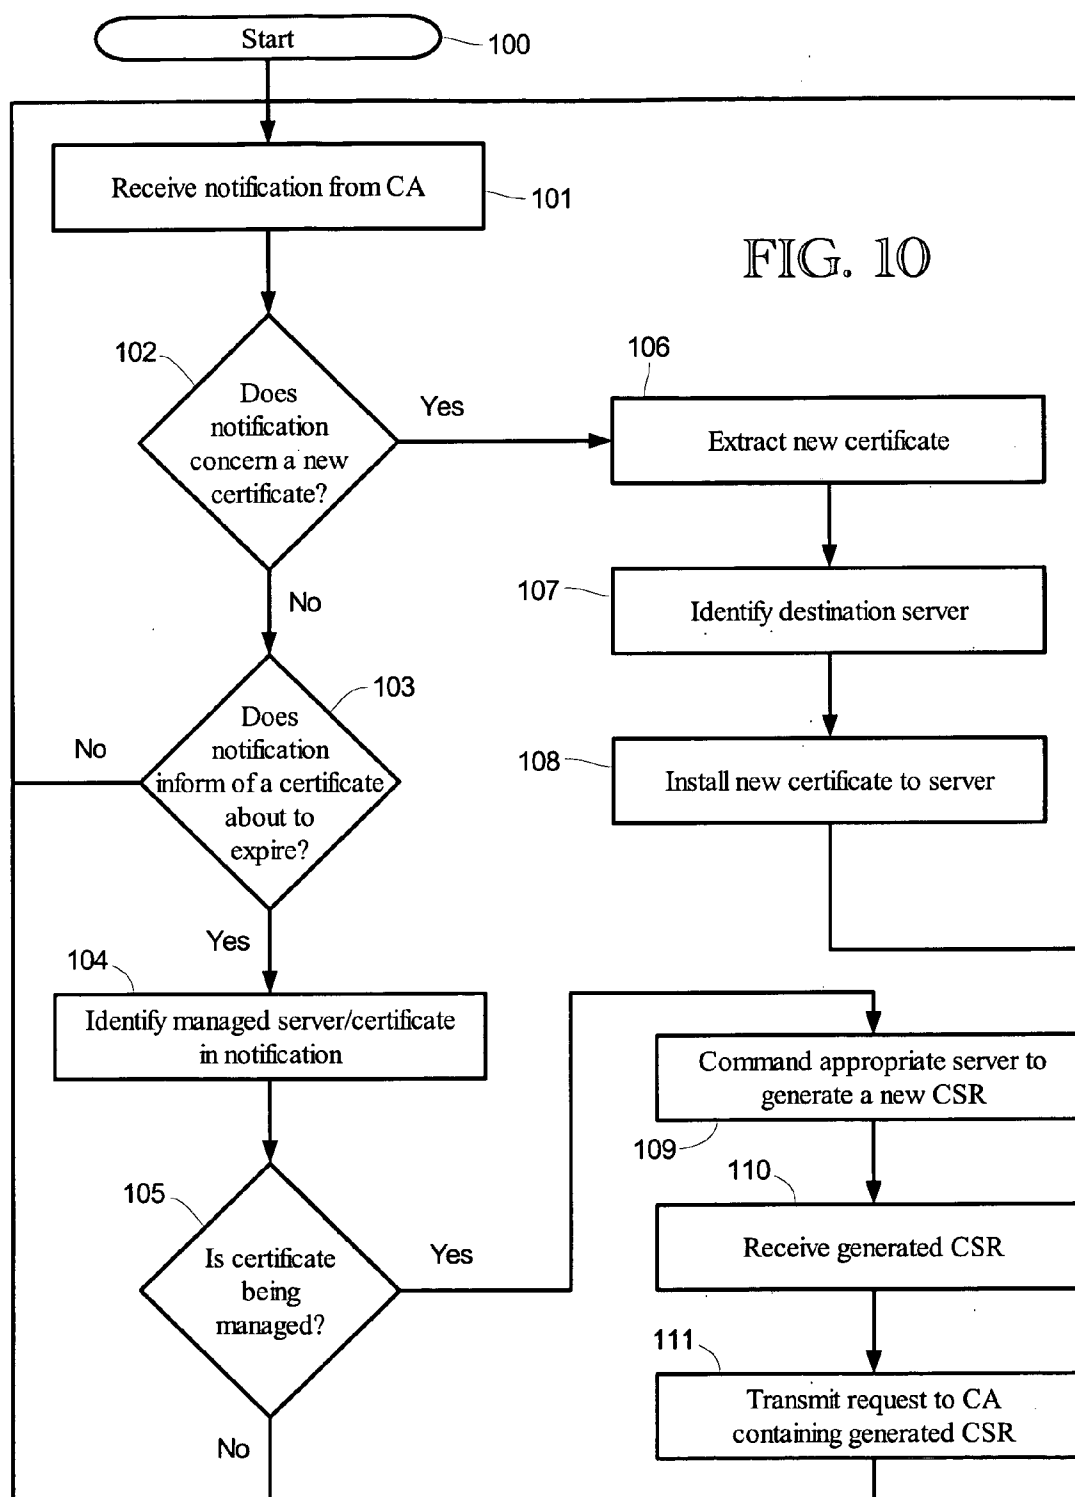 Start
100
Receive notification from CA
101
FIG. 10
102
Does
notification
concern a new
certificate?
Yes
No
106
Extract new certificate
107
Identify destination server
108
Install new certificate to server
103
Does
notification
inform of a certificate
about to
expire?
No
Yes
104
Identify managed server/certificate
in notification
105
Is certificate
being
managed?
Yes
No
Command appropriate server to
generate a new CSR
109
110
Receive generated CSR
111
Transmit request to CA
containing generated CSR